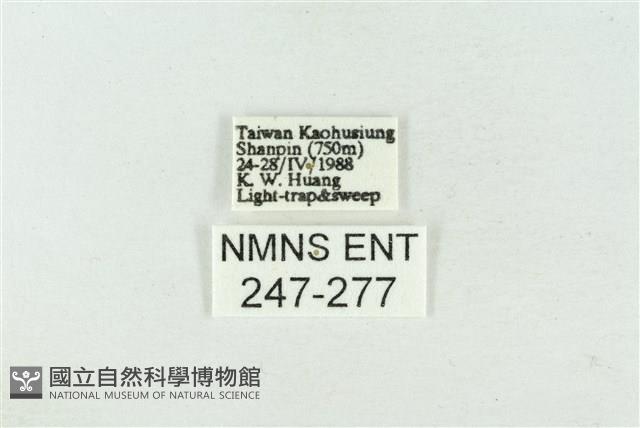 Taiwan Kaohusiung
Shanpin (750m)
24-28/IV/1988
K. W. Huang
Light-trap&sweep
NMNS ENT
247-277
國立自然科學博物館
NATIONAL MUSEUM OF NATURAL SCIENCE